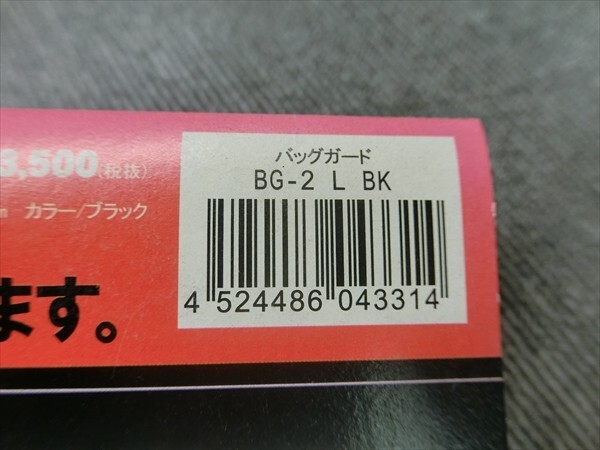 3,500(税抜)
カラー/ブラック
ます。
バッグガード
BG-2 L BK
4 524486 043314